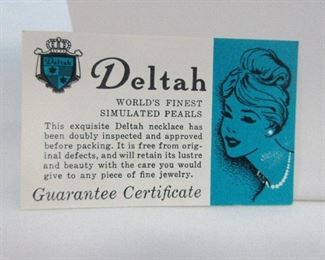 Deltah
Deltah
WORLD'S FINEST
SIMULATED PEARLS
This exquisite Deltah necklace has
been doubly inspected and approved
before packing. It is free from orig-
inal defects, and will retain its lustre
and beauty with the care you would
give to any piece of fine jewelry.
Guarantee Certificate